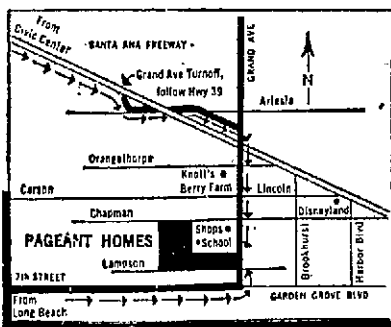 From
Civic Center
SANTA ANA FREEWAY
GRAND AVE
Grand Ave Turnoff,
follow Hwy 39
N
Artesia
Orangethorpe
Knott's
Berry Farm
Carson
Lincoln
Disneyland
Chapman
Shops
School
PAGEANT HOMES
Brookhurst
Harbor Blvd
Lampson
7TH STREET
GARDEN GROVE BLVD
From
Long Beach